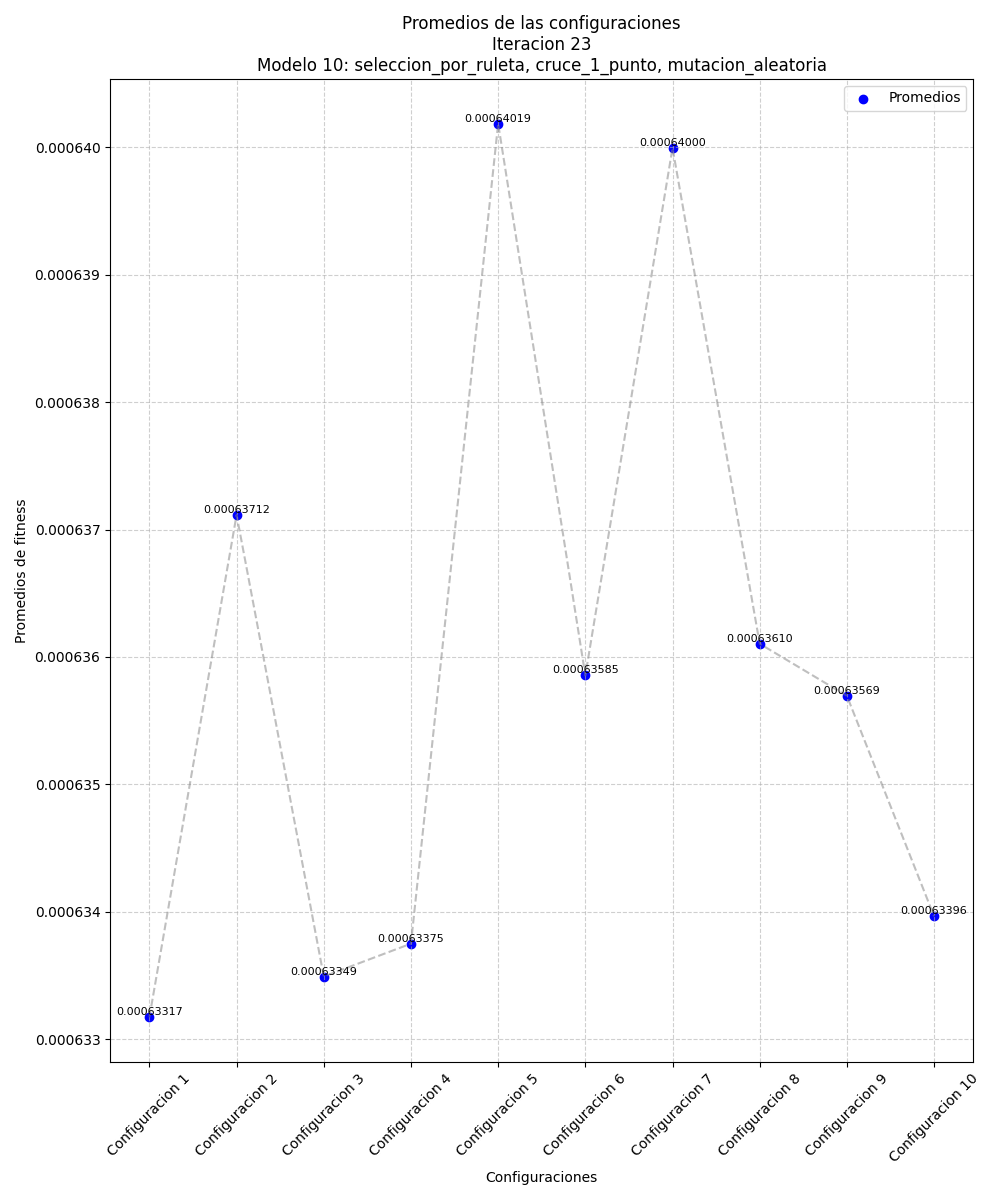 Promedios de las configuraciones
Iteracion 23
Modelo 10: seleccion_por_ruleta, cruce_1_punto, mutacion_aleatoria
Promedios
0.000640
0.000639
0.000638
0.000637
0.000636
0.000635
0.000634
0.000633
Promedios de fitness
0.00063317
0.00063712
0.00063349
0.00063375
0.00064019
0.00063585
0.00064000
0.00063610
0.00063569
0.00063396
Configuracion 1
Configuracion 2
Configuracion 3
Configuracion 4
Configuracion 5
Configuracion 6
Configuracion 7
Configuracion 8
Configuracion 9
Configuracion 10
Configuraciones